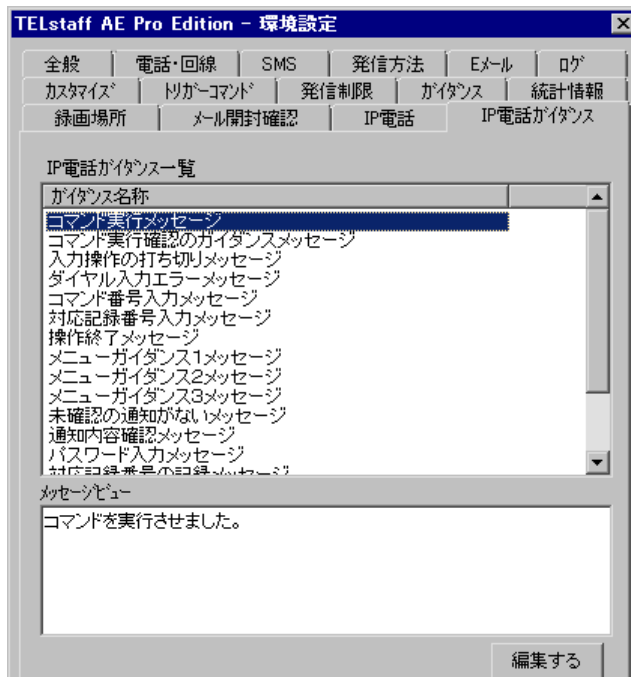 TELstaff AE Pro Edition - 環境設定
全般 電話・回線 SMS 発信方法 Eメール ログ
カスタマイズ トリガーコマンド 発信制限 ガイダンス 統計情報
録画場所 メール開封確認 IP電話 IP電話ガイダンス
IP電話ガイダンス一覧
ガイダンス名称
コマンド実行メッセージ
コマンド実行確認のガイダンスメッセージ
入力操作の打ち切りメッセージ
ダイヤル入力エラーメッセージ
コマンド番号入力メッセージ
対応記録番号入力メッセージ
操作終了メッセージ
メニューガイダンス1メッセージ
メニューガイダンス2メッセージ
メニューガイダンス3メッセージ
未確認の通知がないメッセージ
通知内容確認メッセージ
パスワード入力メッセージ
対応記録番号の記録メッセージ
メッセージビュー
コマンドを実行させました。
編集する